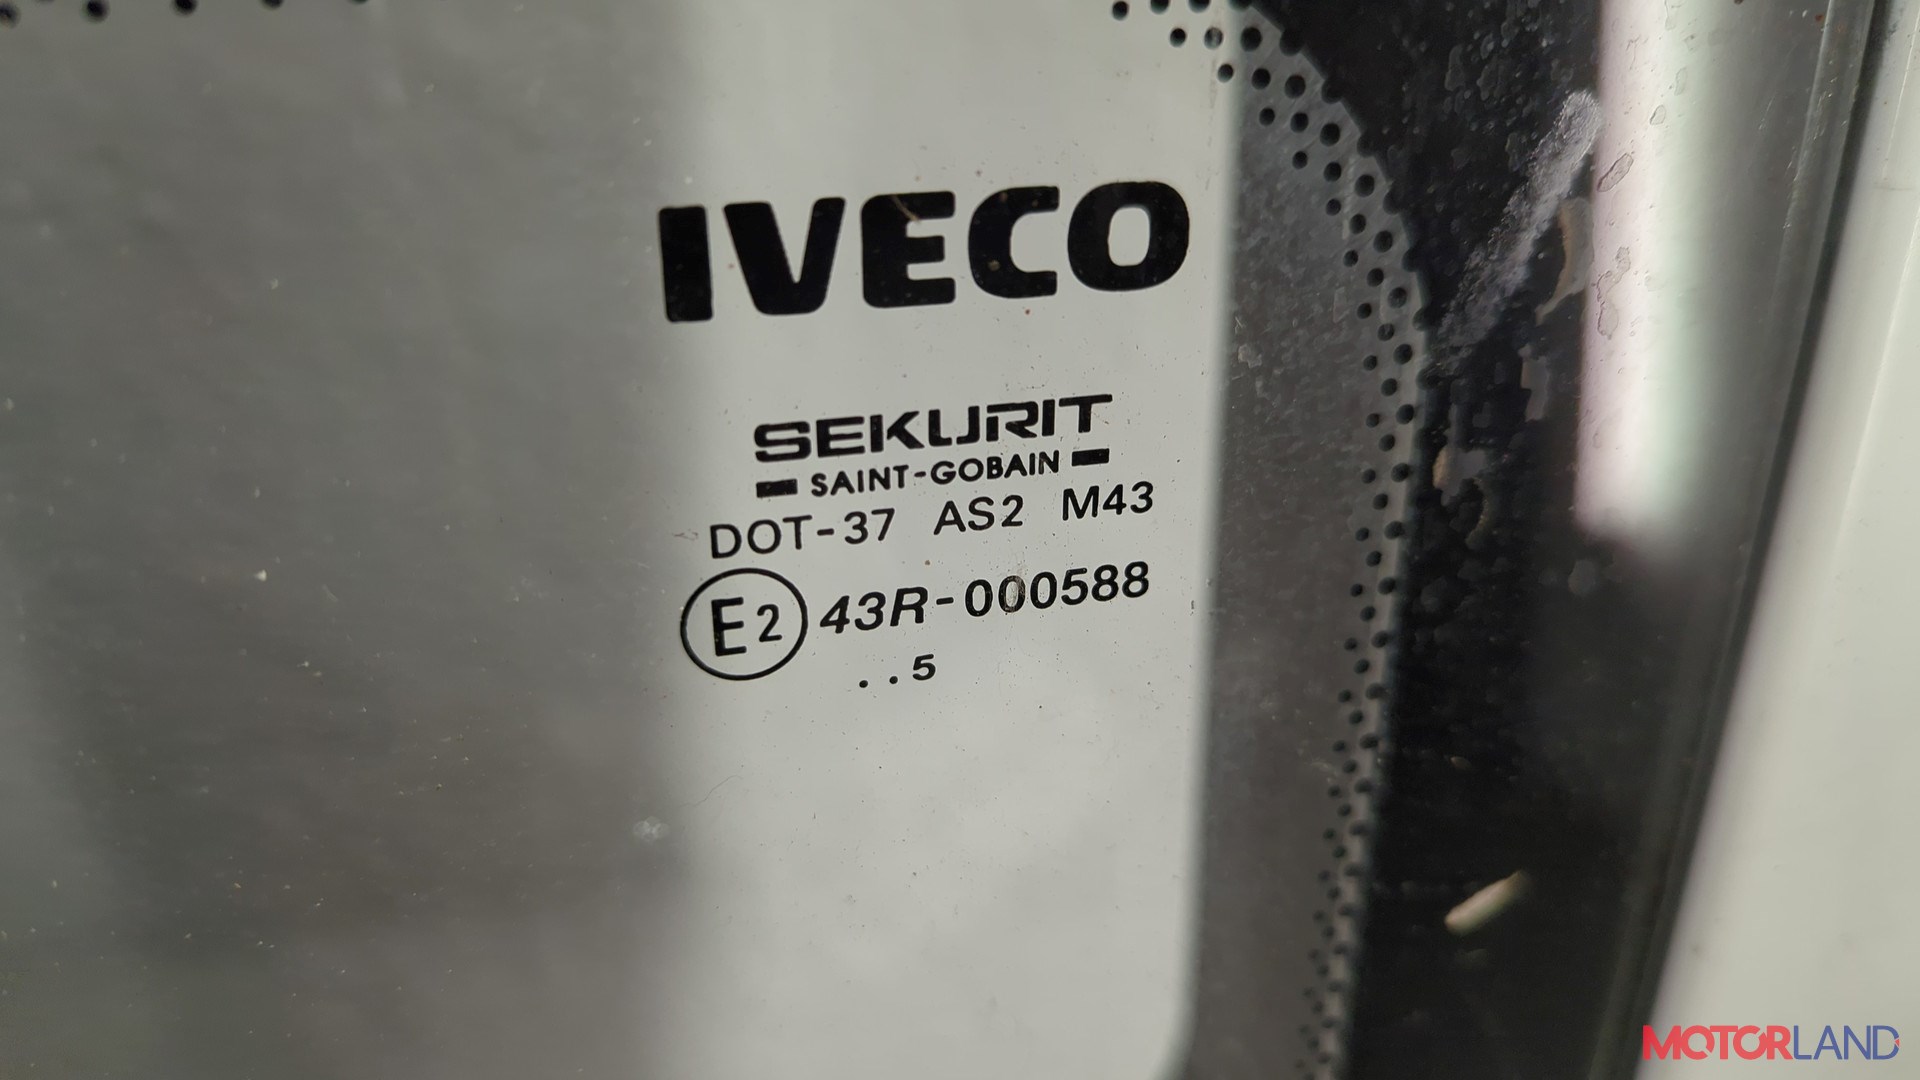 IVECO
SEKURIT
SAINT-GOBAIN
DOT-37 AS2 M43
E2 43R-000588
..5
MOTORLAND